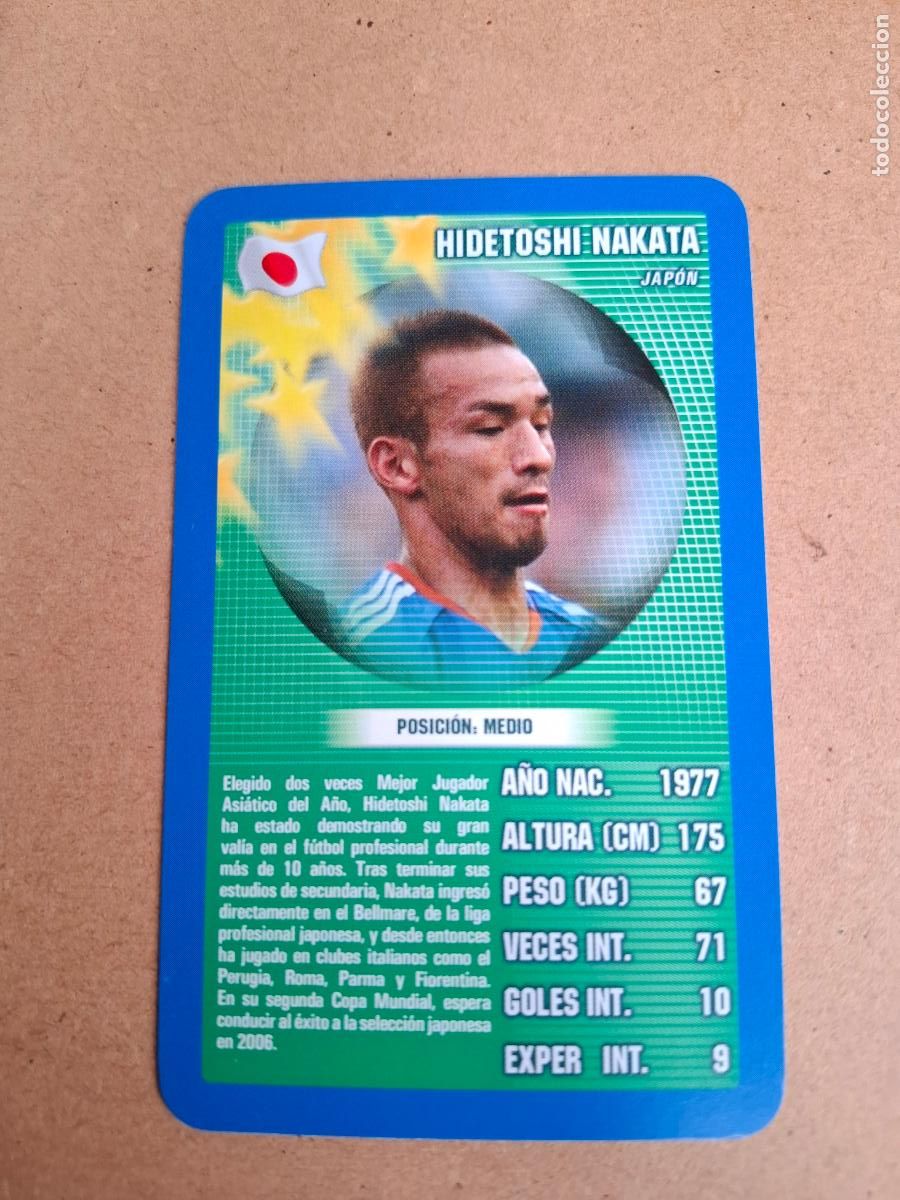 todocoleccion
HIDETOSHI NAKATA
JAPÓN
POSICIÓN: MEDIO
Elegido dos veces Mejor Jugador
Asiático del Año, Hidetoshi Nakata
ha estado demostrando su gran
valía en el fútbol profesional durante
más de 10 años. Tras terminar sus
estudios de secundaria, Nakata ingresó
directamente en el Bellmare, de la liga
profesional japonesa, y desde entonces
ha jugado en clubes italianos como el
Perugia, Roma, Parma y Fiorentina.
En su segunda Copa Mundial, espera
conducir al éxito a la selección japonesa
en 2006.
AÑO NAC. 1977
ALTURA (CM) 175
PESO (KG) 67
VECES INT. 71
GOLES INT. 10
EXPER INT. 9